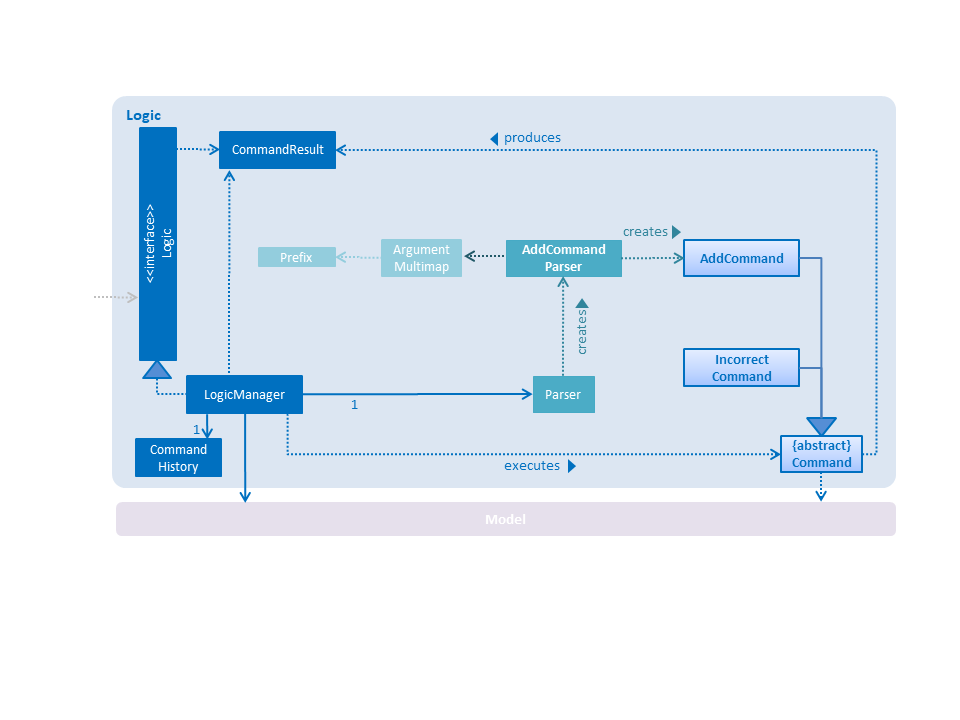 Logic
produces
CommandResult
<<interface>>
Logic
creates
Prefix
Argument
Multimap
AddCommand
Parser
AddCommand
creates
Incorrect
Command
LogicManager
1
Parser
1
Command
History
{abstract}
Command
executes
Model